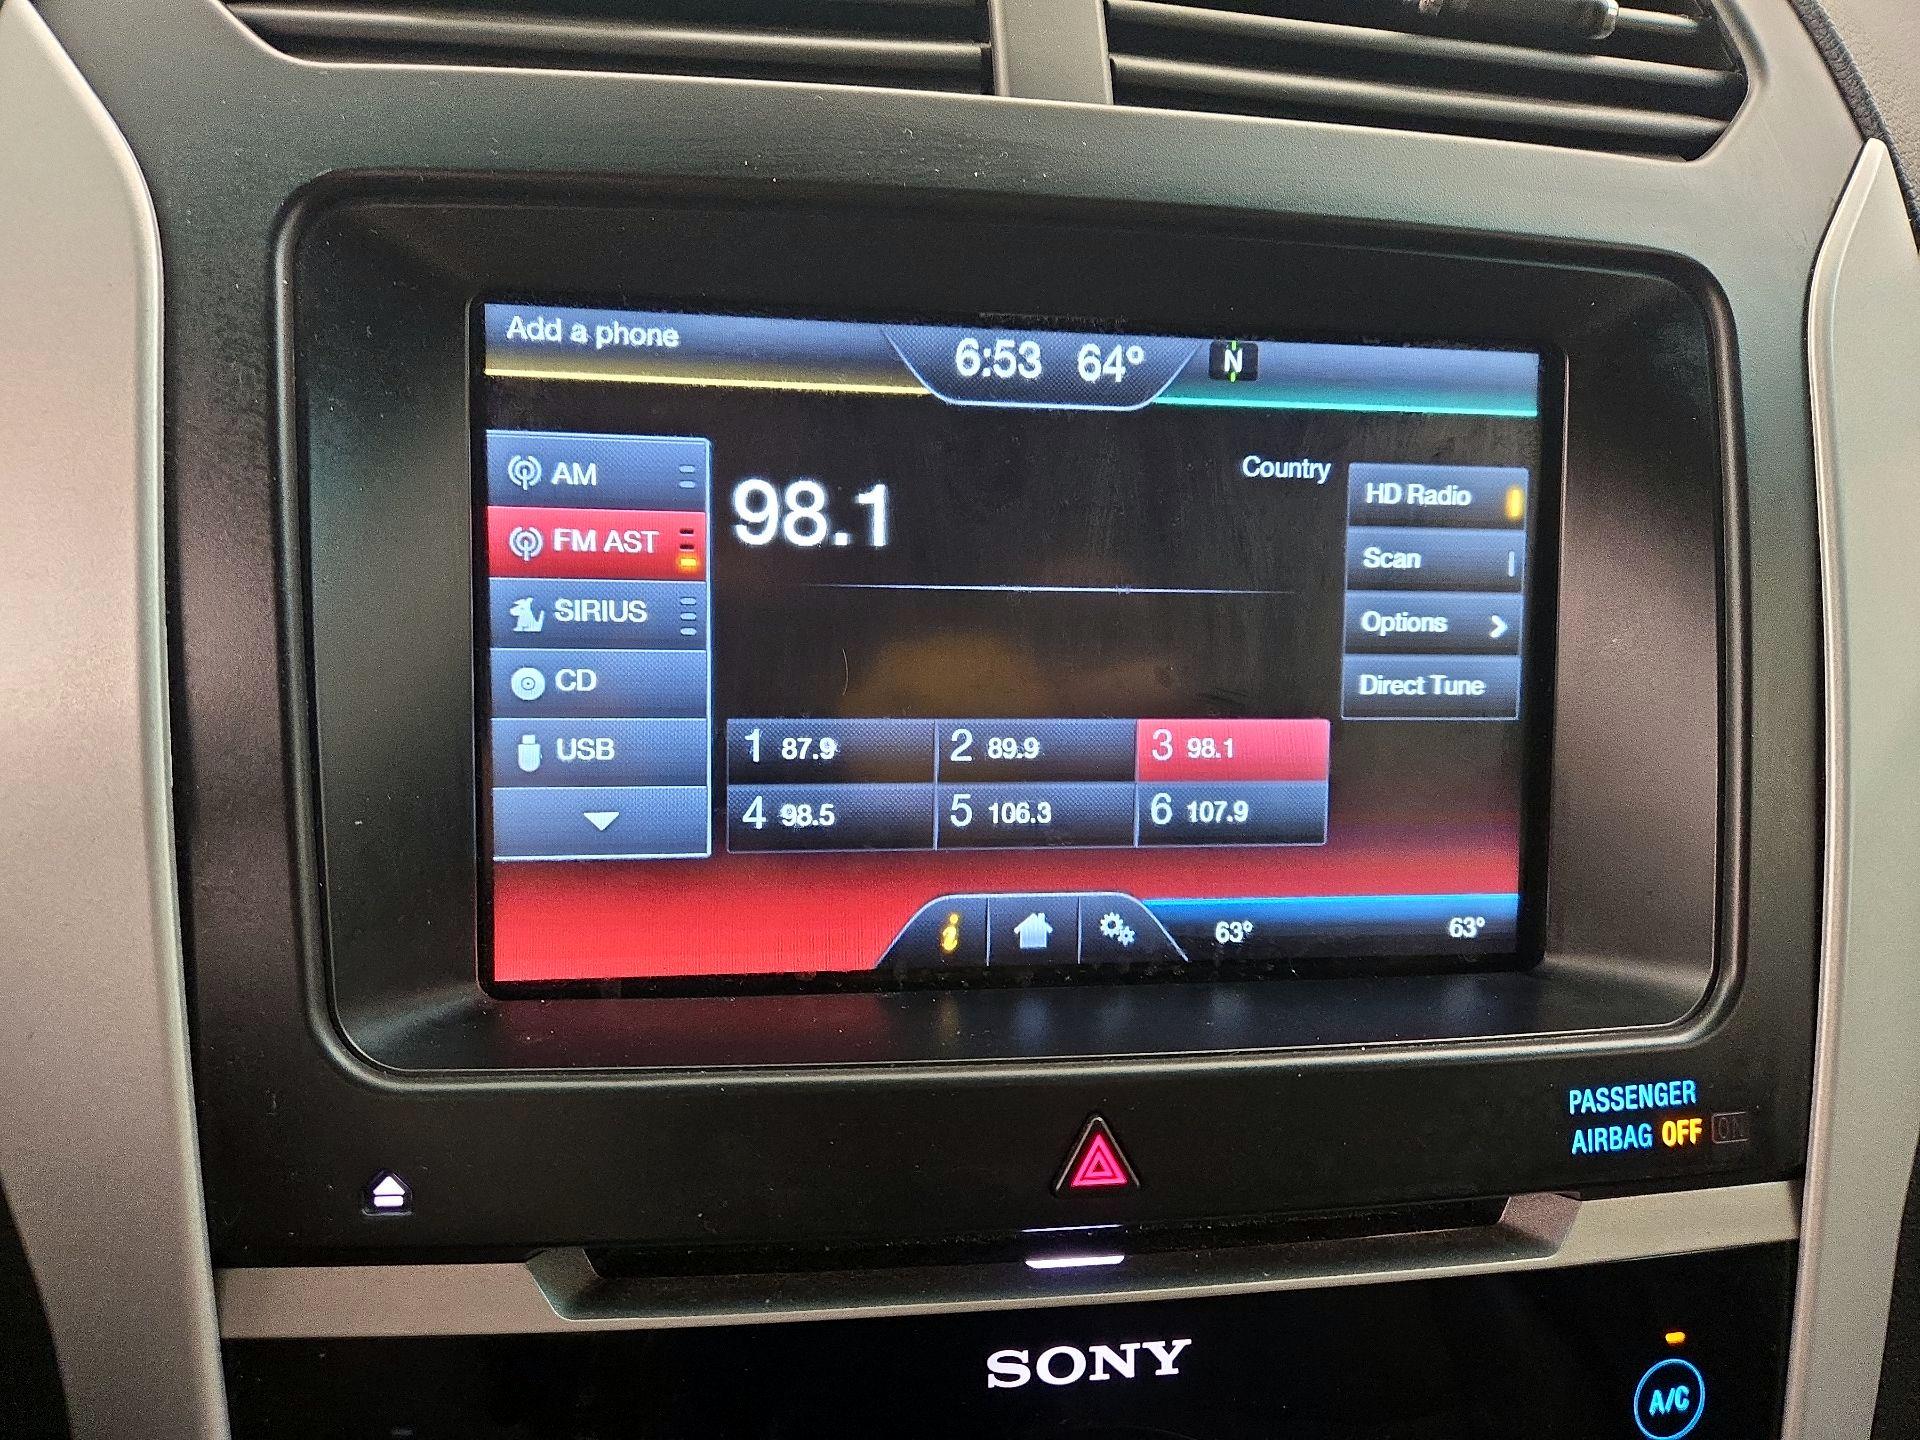 Add a phone
6:53 64° N
AM
FM AST
SIRIUS
CD
USB
98.1
Country
HD Radio
Scan
Options
Direct Tune
1 87.9 2 89.9 3 98.1
4 98.5 5 106.3 6 107.9
i 63° 63°
PASSENGER
AIRBAG OFF ON
SONY
A/C